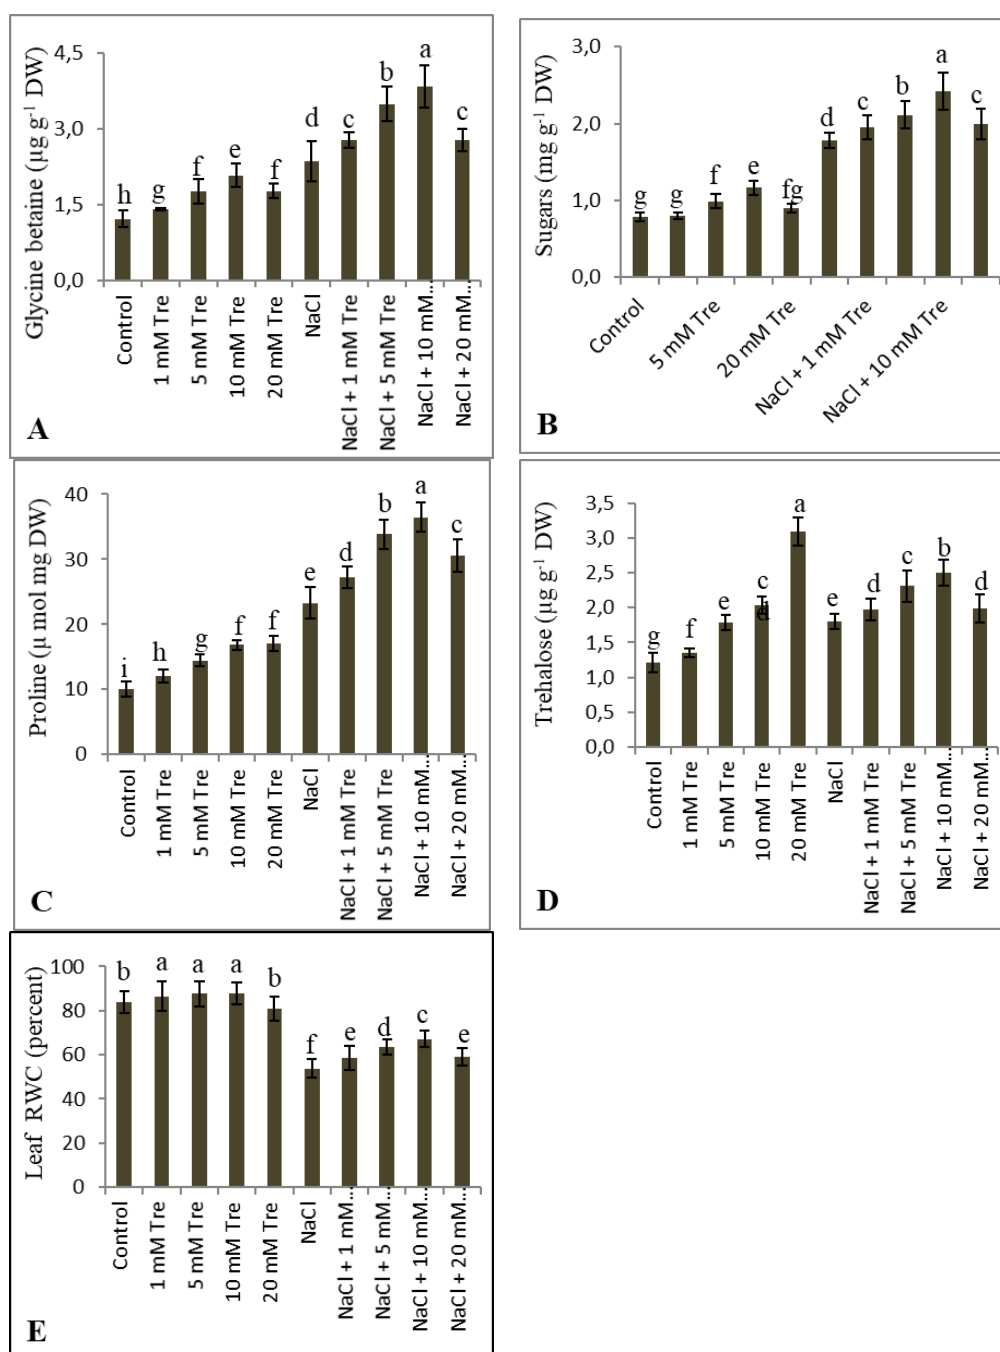 Glycine betaine (µg g-1 DW)
4,5
3,0
1,5
0,0
h g f e f d c b a c
Control
1 mM Tre
5 mM Tre
10 mM Tre
20 mM Tre
NaCl
NaCl + 1 mM Tre
NaCl + 5 mM Tre
NaCl + 10 mM...
NaCl + 20 mM...
A
Sugars (mg g-1 DW)
3,0
2,0
1,0
0,0
g g f e fg d c b a c
Control
5 mM Tre
20 mM Tre
NaCl + 1 mM Tre
NaCl + 10 mM Tre
B
Proline (µ mol mg DW)
40
30
20
10
0
i h g f f e d b a c
Control
1 mM Tre
5 mM Tre
10 mM Tre
20 mM Tre
NaCl
NaCl + 1 mM Tre
NaCl + 5 mM Tre
NaCl + 10 mM...
NaCl + 20 mM...
C
Trehalose (µg g-1 DW)
3,5
3,0
2,5
2,0
1,5
1,0
0,5
0,0
g f e c d a e d c b d
Control
1 mM Tre
5 mM Tre
10 mM Tre
20 mM Tre
NaCl
NaCl + 1 mM Tre
NaCl + 5 mM Tre
NaCl + 10 mM...
NaCl + 20 mM...
D
Leaf RWC (percent)
100
80
60
40
20
0
b a a a b f e d c e
Control
1 mM Tre
5 mM Tre
10 mM Tre
20 mM Tre
NaCl
NaCl + 1 mM...
NaCl + 5 mM...
NaCl + 10 mM...
NaCl + 20 mM...
E